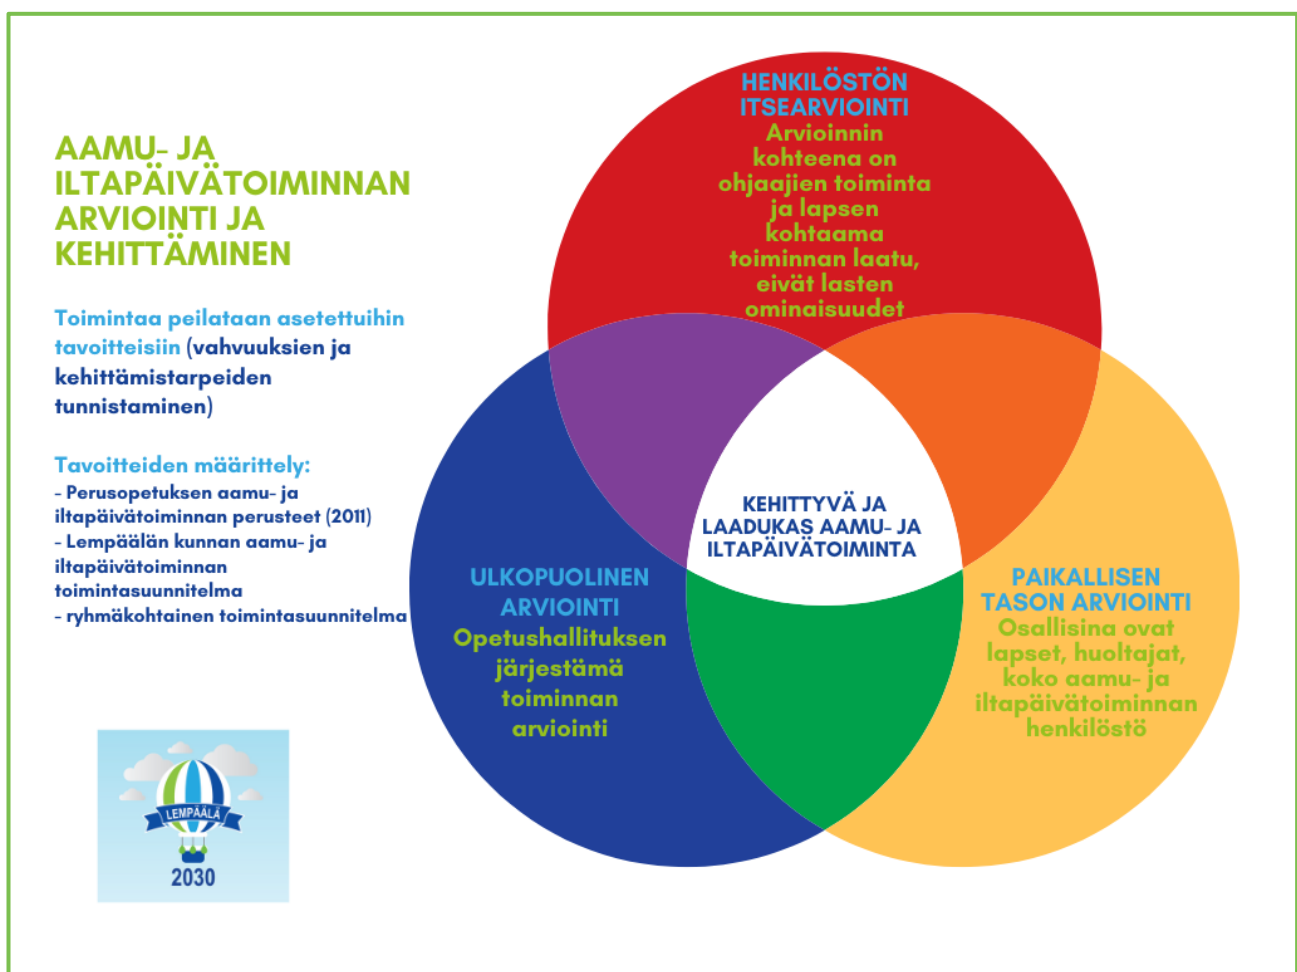 AAMU- JA
ILTAPÄIVÄTOIMINNAN
ARVIOINTI JA
KEHITTÄMINEN
Toimintaa peilataan asetettuihin
tavoitteisiin (vahvuuksien ja
kehittämistarpeiden
tunnistaminen)
Tavoitteiden määrittely:
- Perusopetuksen aamu- ja
iltapäivätoiminnan perusteet (2011)
- Lempäälän kunnan aamu- ja
iltapäivätoiminnan
toimintasuunnitelma
- ryhmäkohtainen toimintasuunnitelma
LEMPÄÄLÄ
2030
HENKILÖSTÖN
ITSEARVIOINTI
Arvioinnin
kohteena on
ohjaajien toiminta
ja lapsen
kohtaama
toiminnan laatu,
eivät lasten
ominaisuudet
KEHITTYVÄ JA
LAADUKAS AAMU- JA
ILTAPÄIVÄTOIMINTA
ULKOPUOLINEN
ARVIOINTI
Opetushallituksen
järjestämä
toiminnan
arviointi
PAIKALLISEN
TASON ARVIOINTI
Osallisina ovat
lapset, huoltajat,
koko aamu- ja
iltapäivätoiminnan
henkilöstö